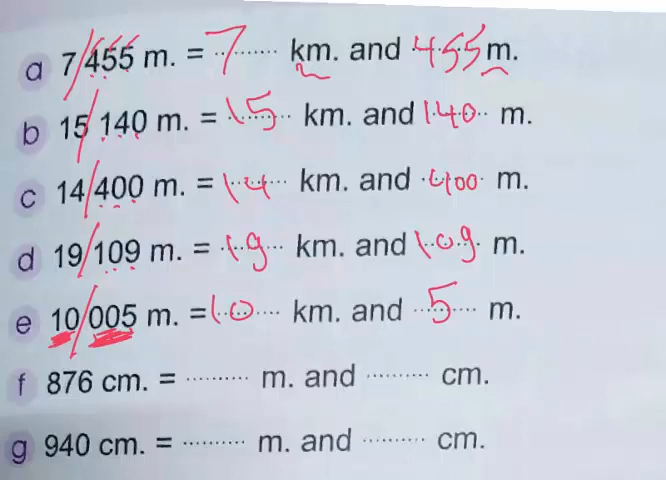 a 7 455 m. = 7 km. and 455 m.
b 15 140 m. = 15 km. and 140 m.
c 14 400 m. = 14 km. and 400 m.
d 19 109 m. = 19 km. and 109 m.
e 10 005 m. = 10 km. and 5 m.
f 876 cm. = .......... m. and .......... cm.
g 940 cm. = .......... m. and .......... cm.